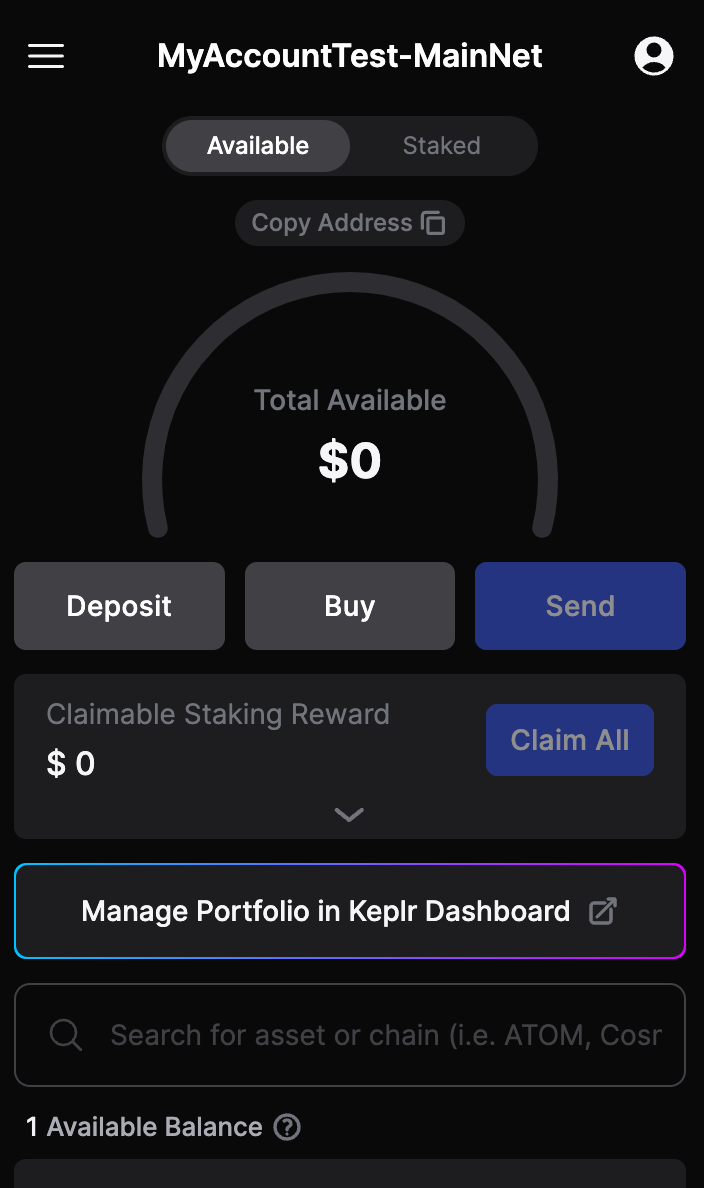 MyAccountTest-MainNet
Available Staked
Copy Address
Total Available
$0
Deposit Buy Send
Claimable Staking Reward
$ 0
Claim All
Manage Portfolio in Keplr Dashboard
Search for asset or chain (i.e. ATOM, Cosr
1 Available Balance ?